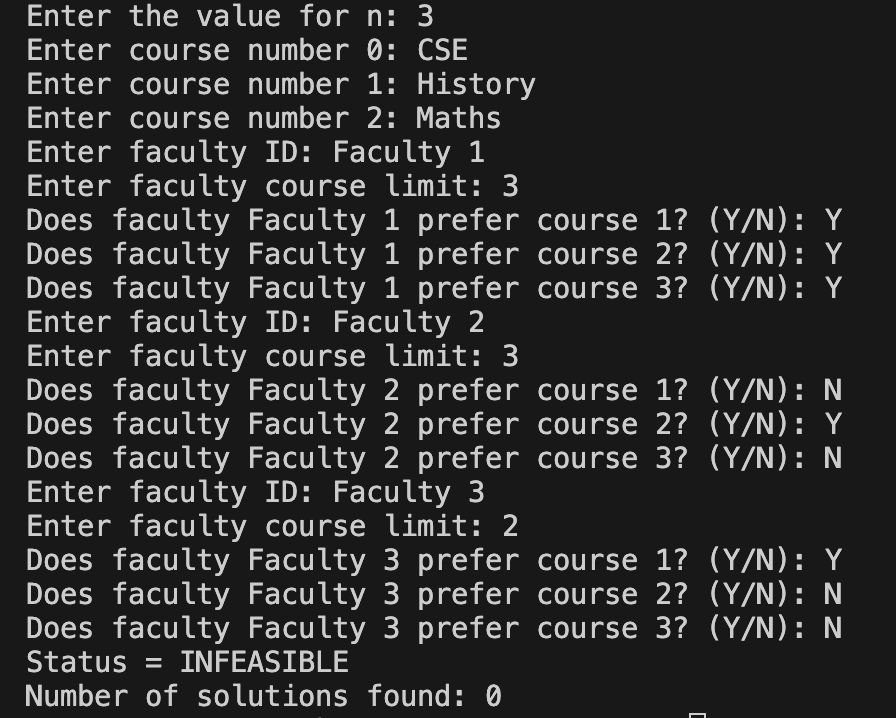 Enter the value for n: 3
Enter course number 0: CSE
Enter course number 1: History
Enter course number 2: Maths
Enter faculty ID: Faculty 1
Enter faculty course limit: 3
Does faculty Faculty 1 prefer course 1? (Y/N): Y
Does faculty Faculty 1 prefer course 2? (Y/N): Y
Does faculty Faculty 1 prefer course 3? (Y/N): Y
Enter faculty ID: Faculty 2
Enter faculty course limit: 3
Does faculty Faculty 2 prefer course 1? (Y/N): N
Does faculty Faculty 2 prefer course 2? (Y/N): Y
Does faculty Faculty 2 prefer course 3? (Y/N): N
Enter faculty ID: Faculty 3
Enter faculty course limit: 2
Does faculty Faculty 3 prefer course 1? (Y/N): Y
Does faculty Faculty 3 prefer course 2? (Y/N): N
Does faculty Faculty 3 prefer course 3? (Y/N): N
Status = INFEASIBLE
Number of solutions found: 0